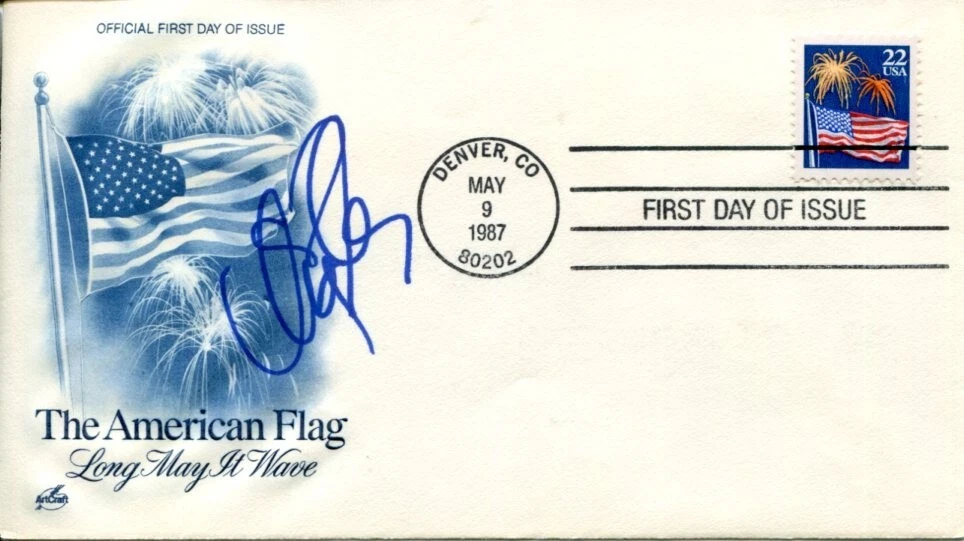 OFFICIAL FIRST DAY OF ISSUE
22
USA
DENVER, CO
MAY
9
1987
80202
FIRST DAY OF ISSUE
The American Flag
Long May It Wave
ArtCraft